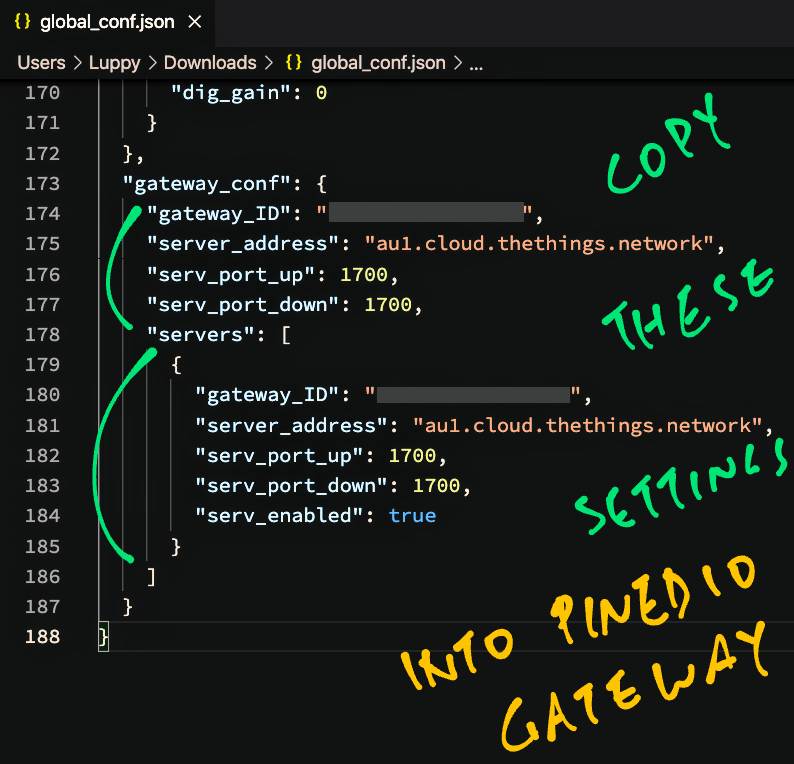 {} global_conf.json ×
Users > Luppy > Downloads > {} global_conf.json > ...
170 "dig_gain": 0
171 }
172 },
173 "gateway_conf": {
174 "gateway_ID": " ",
175 "server_address": "au1.cloud.thethings.network",
176 "serv_port_up": 1700,
177 "serv_port_down": 1700,
178 "servers": [
179 {
180 "gateway_ID": " ",
181 "server_address": "au1.cloud.thethings.network",
182 "serv_port_up": 1700,
183 "serv_port_down": 1700,
184 "serv_enabled": true
185 }
186 ]
187 }
188 }
COPY
THESE
SETTINGS
INTO PINEDIO
GATEWAY